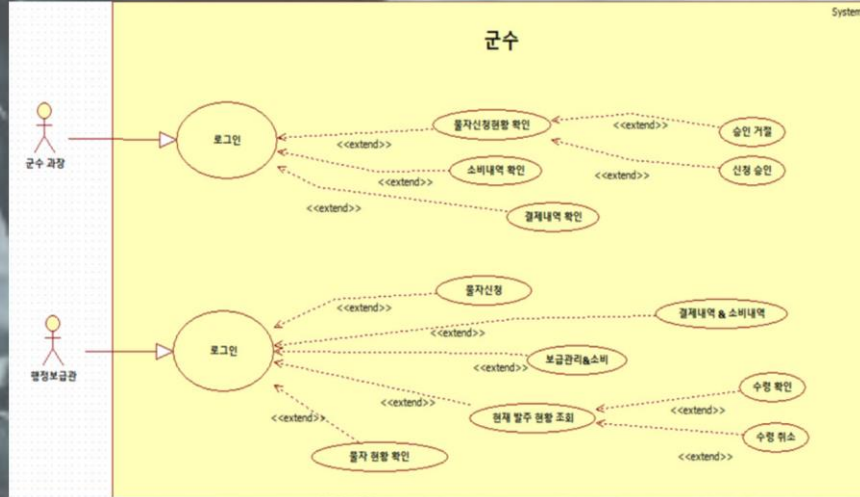 System
군수
군수 과장
로그인
물자신청현황 확인
<<extend>>
<<extend>>
승인 거절
소비내역 확인
<<extend>>
<<extend>>
신청 승인
<<extend>>
결제내역 확인
행정보급관
로그인
물자신청
<<extend>>
결제내역 & 소비내역
<<extend>>
보급관리&소비
<<extend>>
수령 확인
<<extend>>
현재 발주 현황 조회
<<extend>>
<<extend>>
수령 취소
물자 현황 확인
<<extend>>